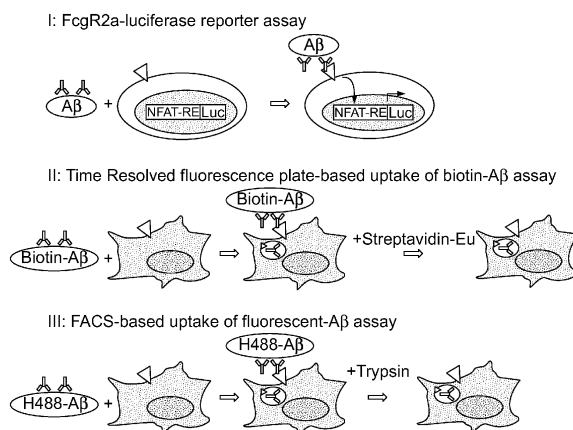 I: FcgR2a-luciferase reporter assay
Aβ
Aβ
+
NFAT-RE Luc
NFAT-RE Luc
II: Time Resolved fluorescence plate-based uptake of biotin-Aβ assay
Biotin-Aβ
Biotin-Aβ
+
+Streptavidin-Eu
III: FACS-based uptake of fluorescent-Aβ assay
H488-Aβ
H488-Aβ
+
+Trypsin